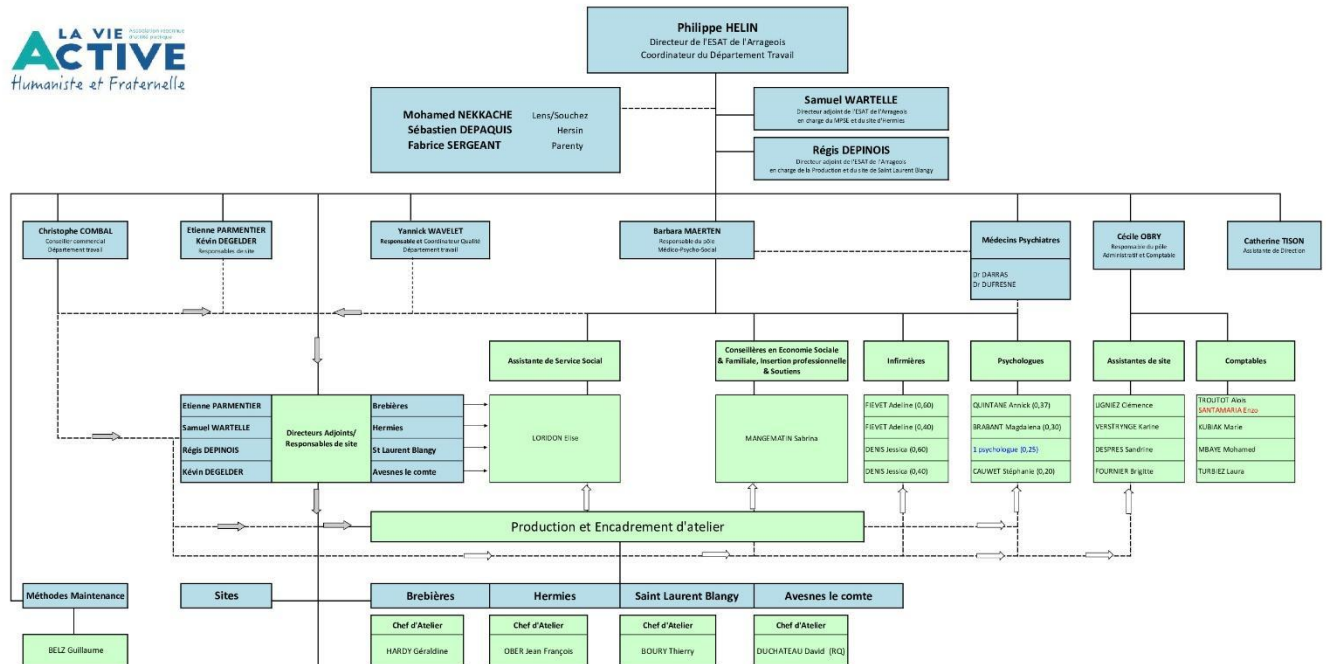 LA VIE Association reconnue d'utilité publique
ACTIVE
Humaniste et Fraternelle
Philippe HELIN
Directeur de l'ESAT de l'Arrageois
Coordinateur du Département Travail
Mohamed NEKKACHE Lens/Souchez
Sébastien DEPAQUIS Hersin
Fabrice SERGEANT Parenty
Samuel WARTELLE
Directeur adjoint de l'ESAT de l'Arrageois
en charge du MPSE et du site d'Hermies
Régis DEPINOIS
Directeur adjoint de l'ESAT de l'Arrageois
en charge de la Production et du site de Saint Laurent Blangy
Christophe COMBAL
Conseiller commercial
Département travail
Etienne PARMENTIER
Kévin DEGELDER
Responsables de site
Yannick WAVELET
Responsable et Coordinateur Qualité
Département travail
Barbara MAERTEN
Responsable du pôle
Médico-Psycho-Social
Médecins Psychiatres
Dr DARRAS
Dr DUFRESNE
Cécile OBRY
Responsable du pôle
Administratif et Comptable
Catherine TISON
Assistante de Direction
Assistante de Service Social
Conseillères en Economie Sociale
& Familiale, Insertion professionnelle
& Soutiens
Infirmières
Psychologues
Assistantes de site
Comptables
Etienne PARMENTIER
Samuel WARTELLE
Régis DEPINOIS
Kévin DEGELDER
Directeurs Adjoints/
Responsables de site
Brebières
Hermies
St Laurent Blangy
Avesnes le comte
LORIDON Elise
MANGEMATIN Sabrina
FIEVET Adeline (0,60)
FIEVET Adeline (0,40)
DENIS Jessica (0,60)
DENIS Jessica (0,40)
QUINTANE Annick (0,37)
BRABANT Magdalena (0,30)
1 psychologue (0,25)
CAUWET Stéphanie (0,20)
LIGNIEZ Clémence
VERSTRYNGE Karine
DESPRES Sandrine
FOURNIER Brigitte
TROUTOT Alois
SANTAMARIA Enzo
KUBIAK Marie
MBAYE Mohamed
TURBIEZ Laura
Production et Encadrement d'atelier
Méthodes Maintenance
BELZ Guillaume
Sites
Brebières
Hermies
Saint Laurent Blangy
Avesnes le comte
Chef d'Atelier
HARDY Géraldine
Chef d'Atelier
OBER Jean François
Chef d'Atelier
BOURY Thierry
Chef d'Atelier
DUCHATEAU David (RQ)